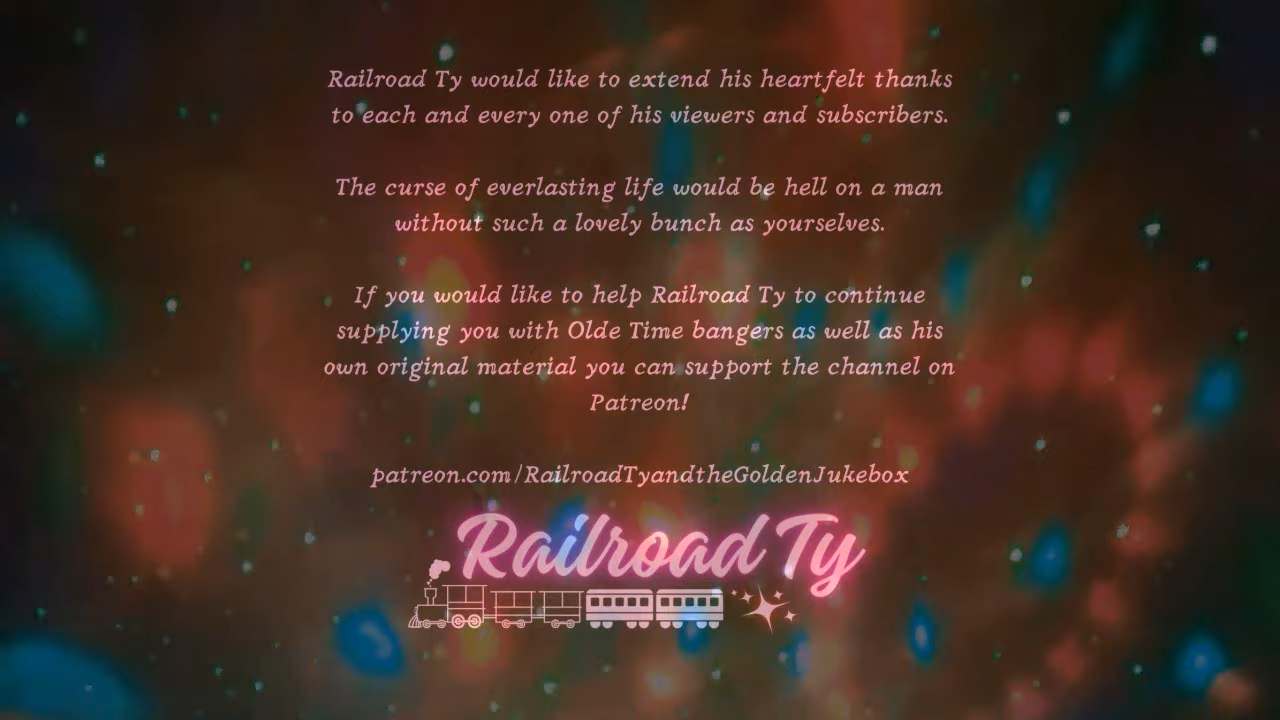 Railroad Ty would like to extend his heartfelt thanks
to each and every one of his viewers and subscribers.
The curse of everlasting life would be hell on a man
without such a lovely bunch as yourselves.
If you would like to help Railroad Ty to continue
supplying you with Olde Time bangers as well as his
own original material you can support the channel on
Patreon!
patreon.com/RailroadTyandtheGoldenJukebox
Railroad Ty